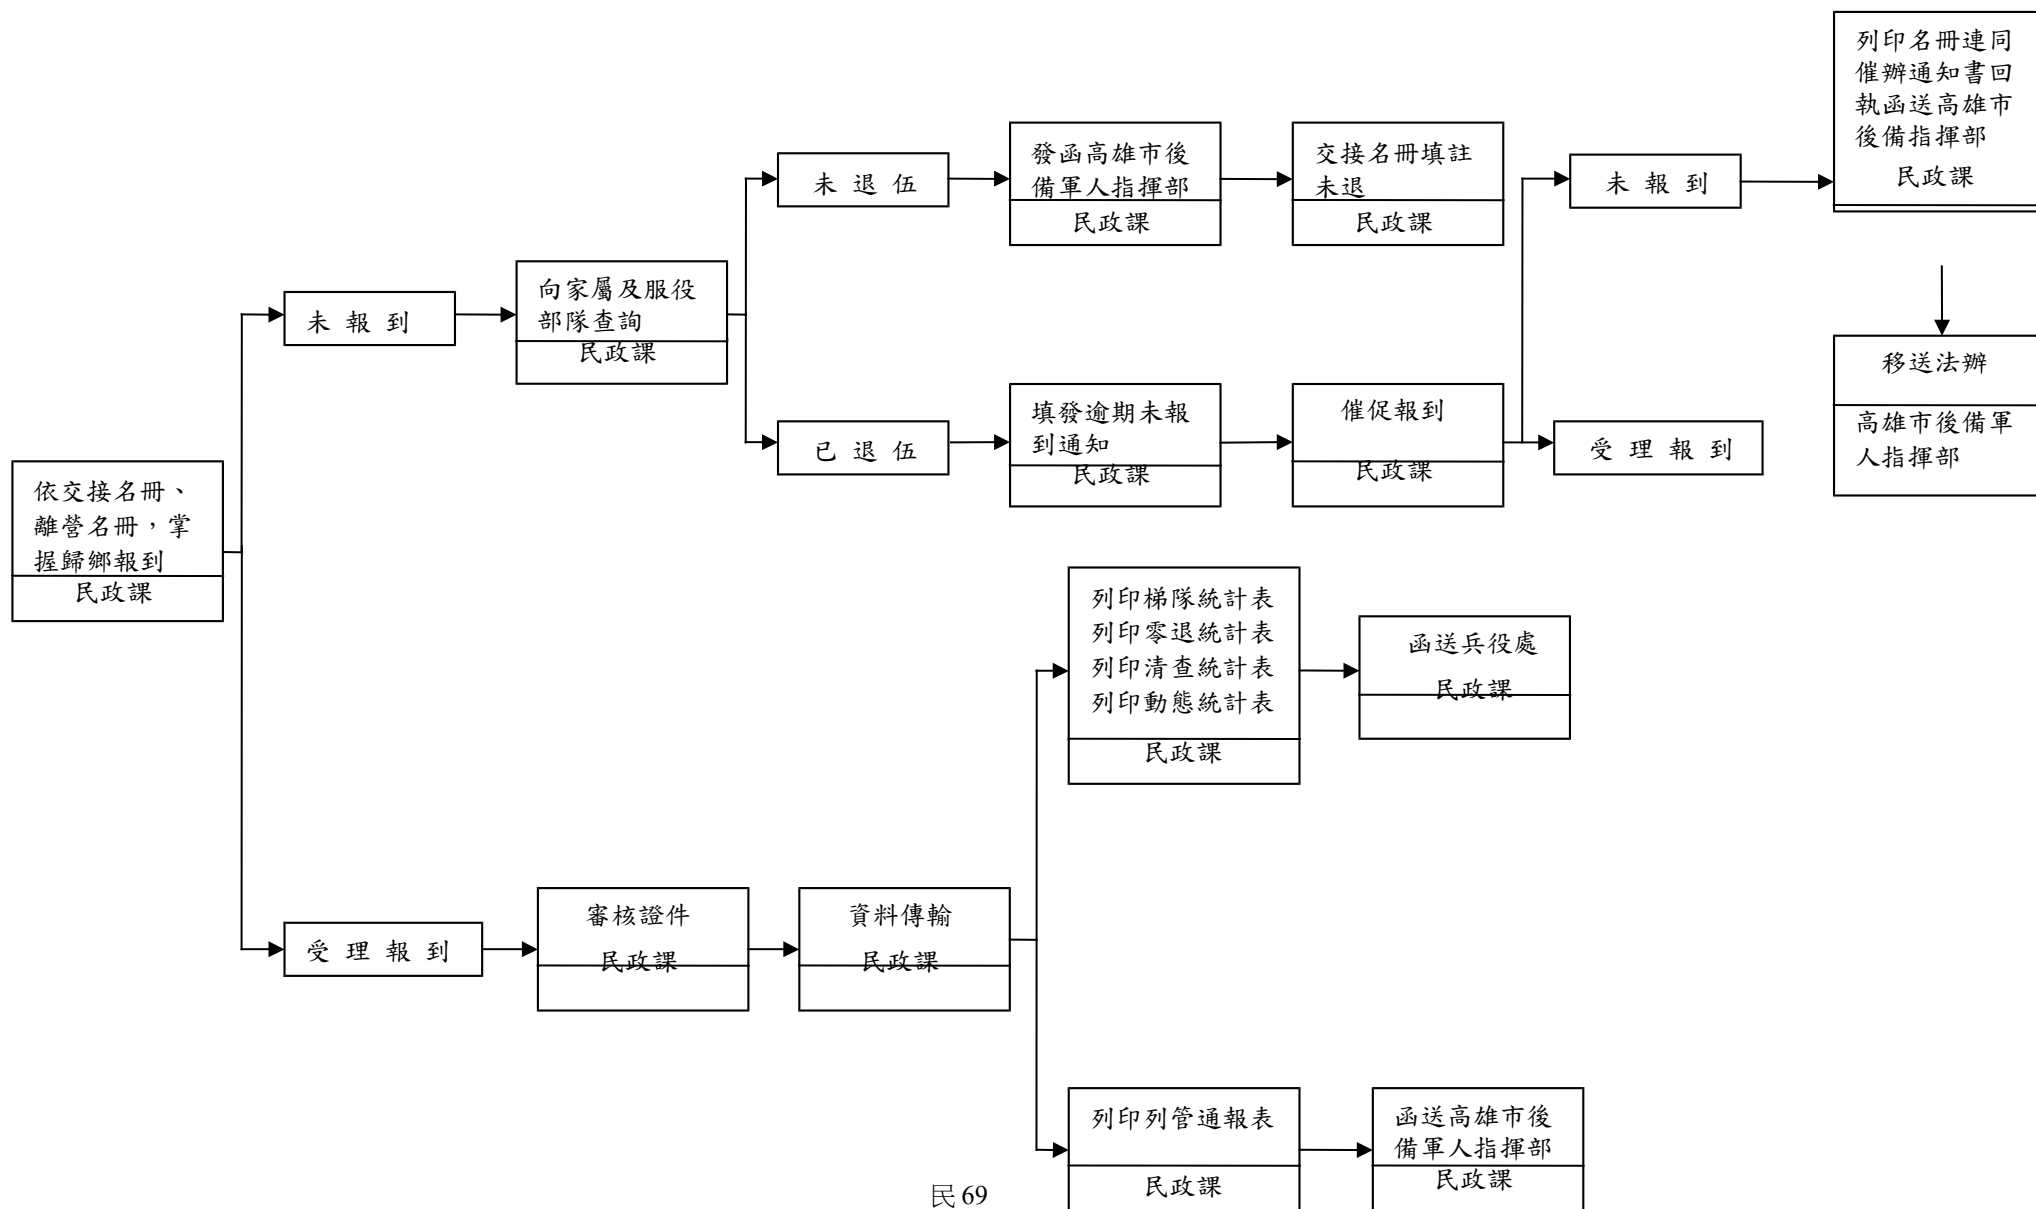 列印名冊連同
催辦通知書回
執函送高雄市
後備指揮部
民政課
未 退 伍
發函高雄市後
備軍人指揮部
民政課
交接名冊填註
未退
民政課
未 報 到
未 報 到
向家屬及服役
部隊查詢
民政課
移送法辦
高雄市後備軍
人指揮部
已 退 伍
填發逾期未報
到通知
民政課
催促報到
民政課
受 理 報 到
依交接名冊、
離營名冊，掌
握歸鄉報到
民政課
列印梯隊統計表
列印零退統計表
列印清查統計表
列印動態統計表
民政課
函送兵役處
民政課
受 理 報 到
審核證件
民政課
資料傳輸
民政課
列印列管通報表
民政課
函送高雄市後
備軍人指揮部
民政課
民 69